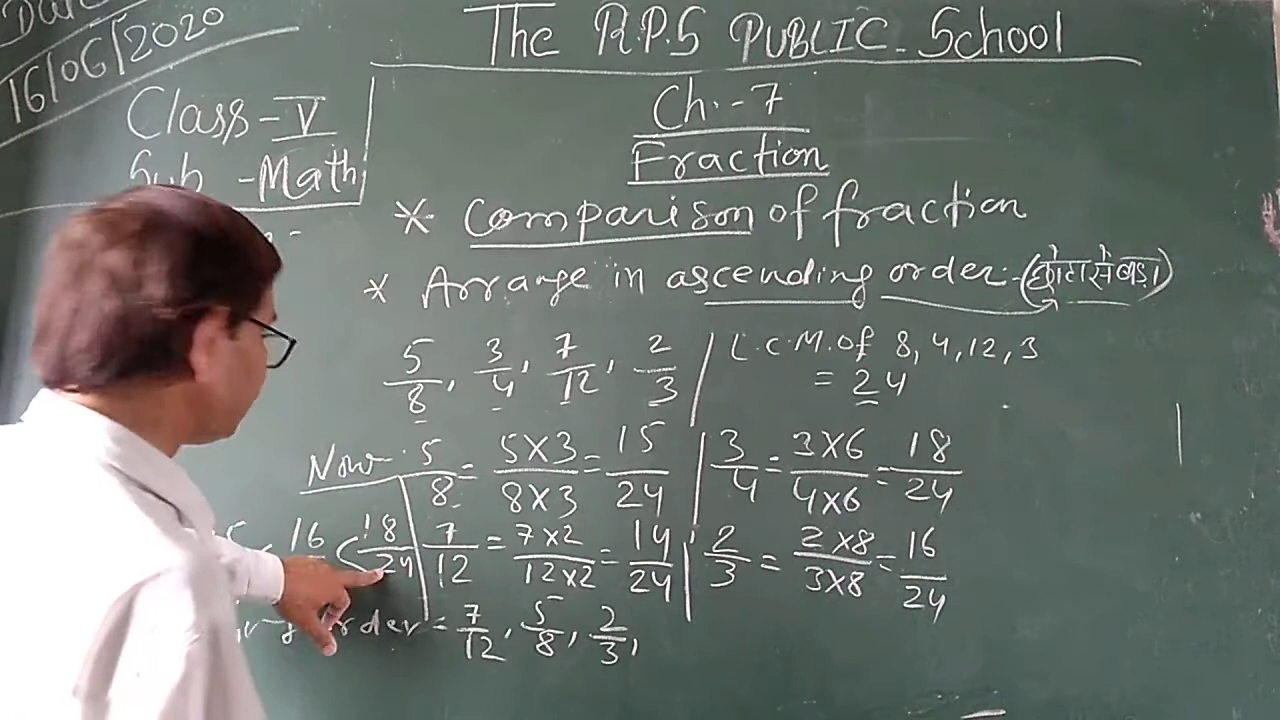 16/06/2020
The R.P.S PUBLIC School
Class - V
Sub - Math
Ch. - 7
Fraction
* Comparison of fraction
* Arrange in ascending order - (छोटा से बड़ा)
5/8, 3/4, 7/12, 2/3
L.C.M. of 8, 4, 12, 3
= 24
Now 5/8 = 5X3/8X3 = 15/24
3/4 = 3X6/4X6 = 18/24
7/12 = 7X2/12X2 = 14/24
2/3 = 2X8/3X8 = 16/24
< 16 < 18/24
order = 7/12, 5/8, 2/3,